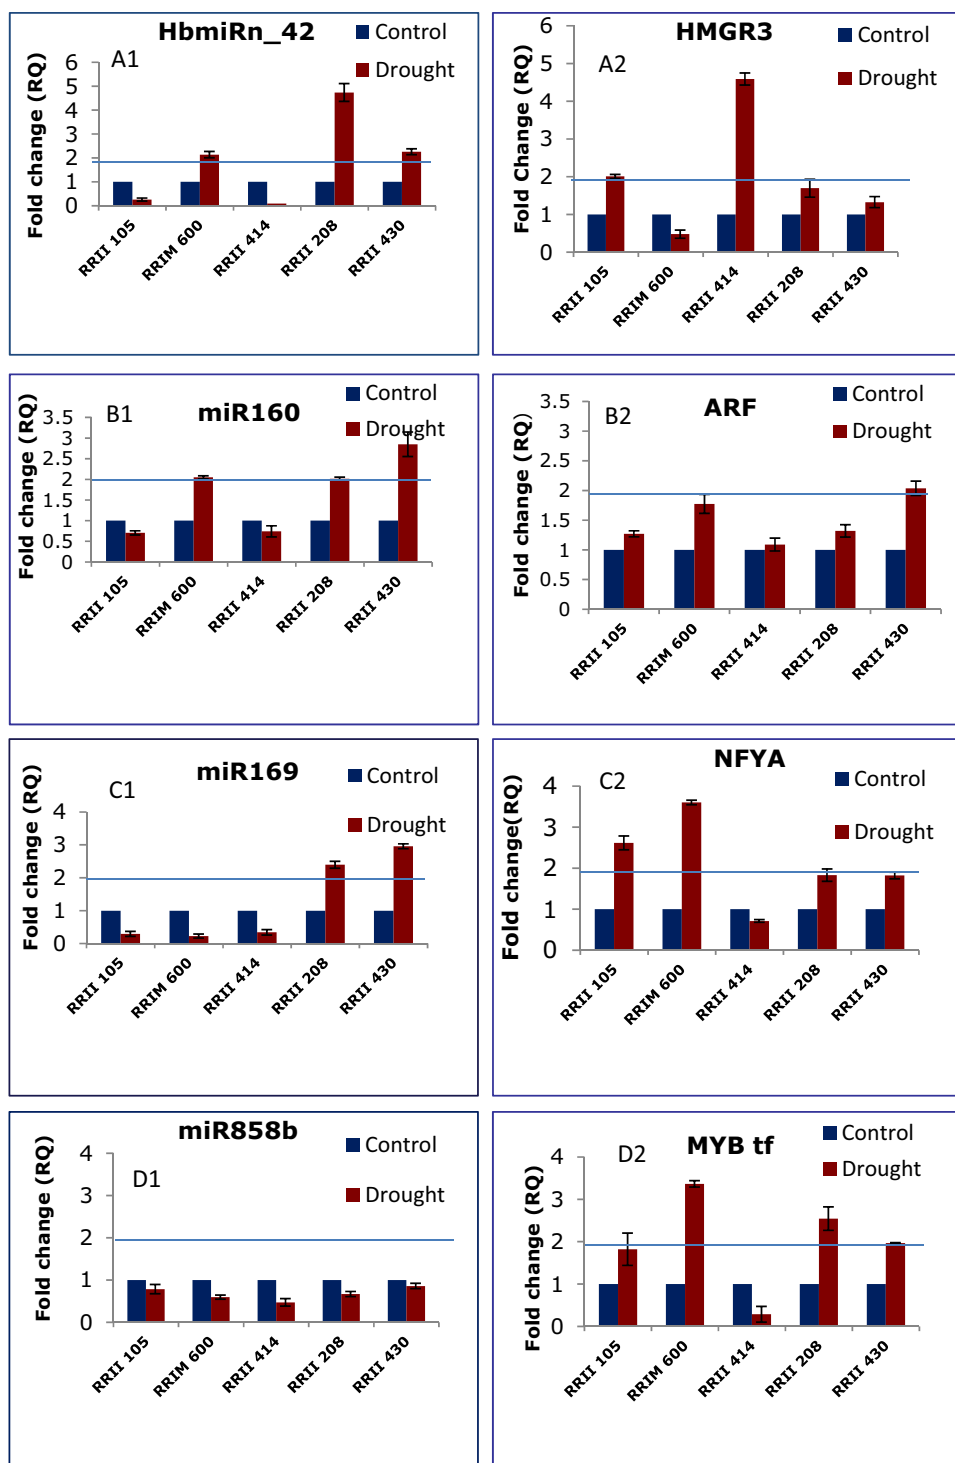 HbmiRn_42
Control
Drought
A1
Fold change (RQ)
6
5
4
3
2
1
0
RRII 105
RRIM 600
RRII 414
RRII 208
RRII 430
HMGR3
Control
Drought
A2
Fold Change (RQ)
6
5
4
3
2
1
0
RRII 105
RRIM 600
RRII 414
RRII 208
RRII 430
miR160
Control
Drought
B1
Fold change (RQ)
3.5
3
2.5
2
1.5
1
0.5
0
RRII 105
RRIM 600
RRII 414
RRII 208
RRII 430
ARF
Control
Drought
B2
Fold change (RQ)
3.5
3
2.5
2
1.5
1
0.5
0
RRII 105
RRIM 600
RRII 414
RRII 208
RRII 430
miR169
Control
Drought
C1
Fold change (RQ)
4
3
2
1
0
RRII 105
RRIM 600
RRII 414
RRII 208
RRII 430
NFYA
Control
Drought
C2
Fold change(RQ)
4
3
2
1
0
RRII 105
RRIM 600
RRII 414
RRII 208
RRII 430
miR858b
Control
Drought
D1
Fold change (RQ)
4
3
2
1
0
RRII 105
RRIM 600
RRII 414
RRII 208
RRII 430
MYB tf
Control
Drought
D2
Fold change (RQ)
4
3
2
1
0
RRII 105
RRIM 600
RRII 414
RRII 208
RRII 430